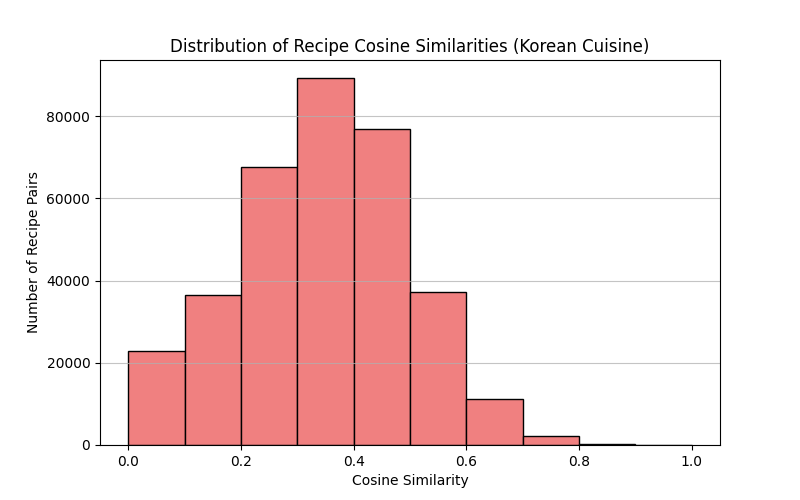 Distribution of Recipe Cosine Similarities (Korean Cuisine)
80000
60000
40000
20000
0
Number of Recipe Pairs
0.0 0.2 0.4 0.6 0.8 1.0
Cosine Similarity